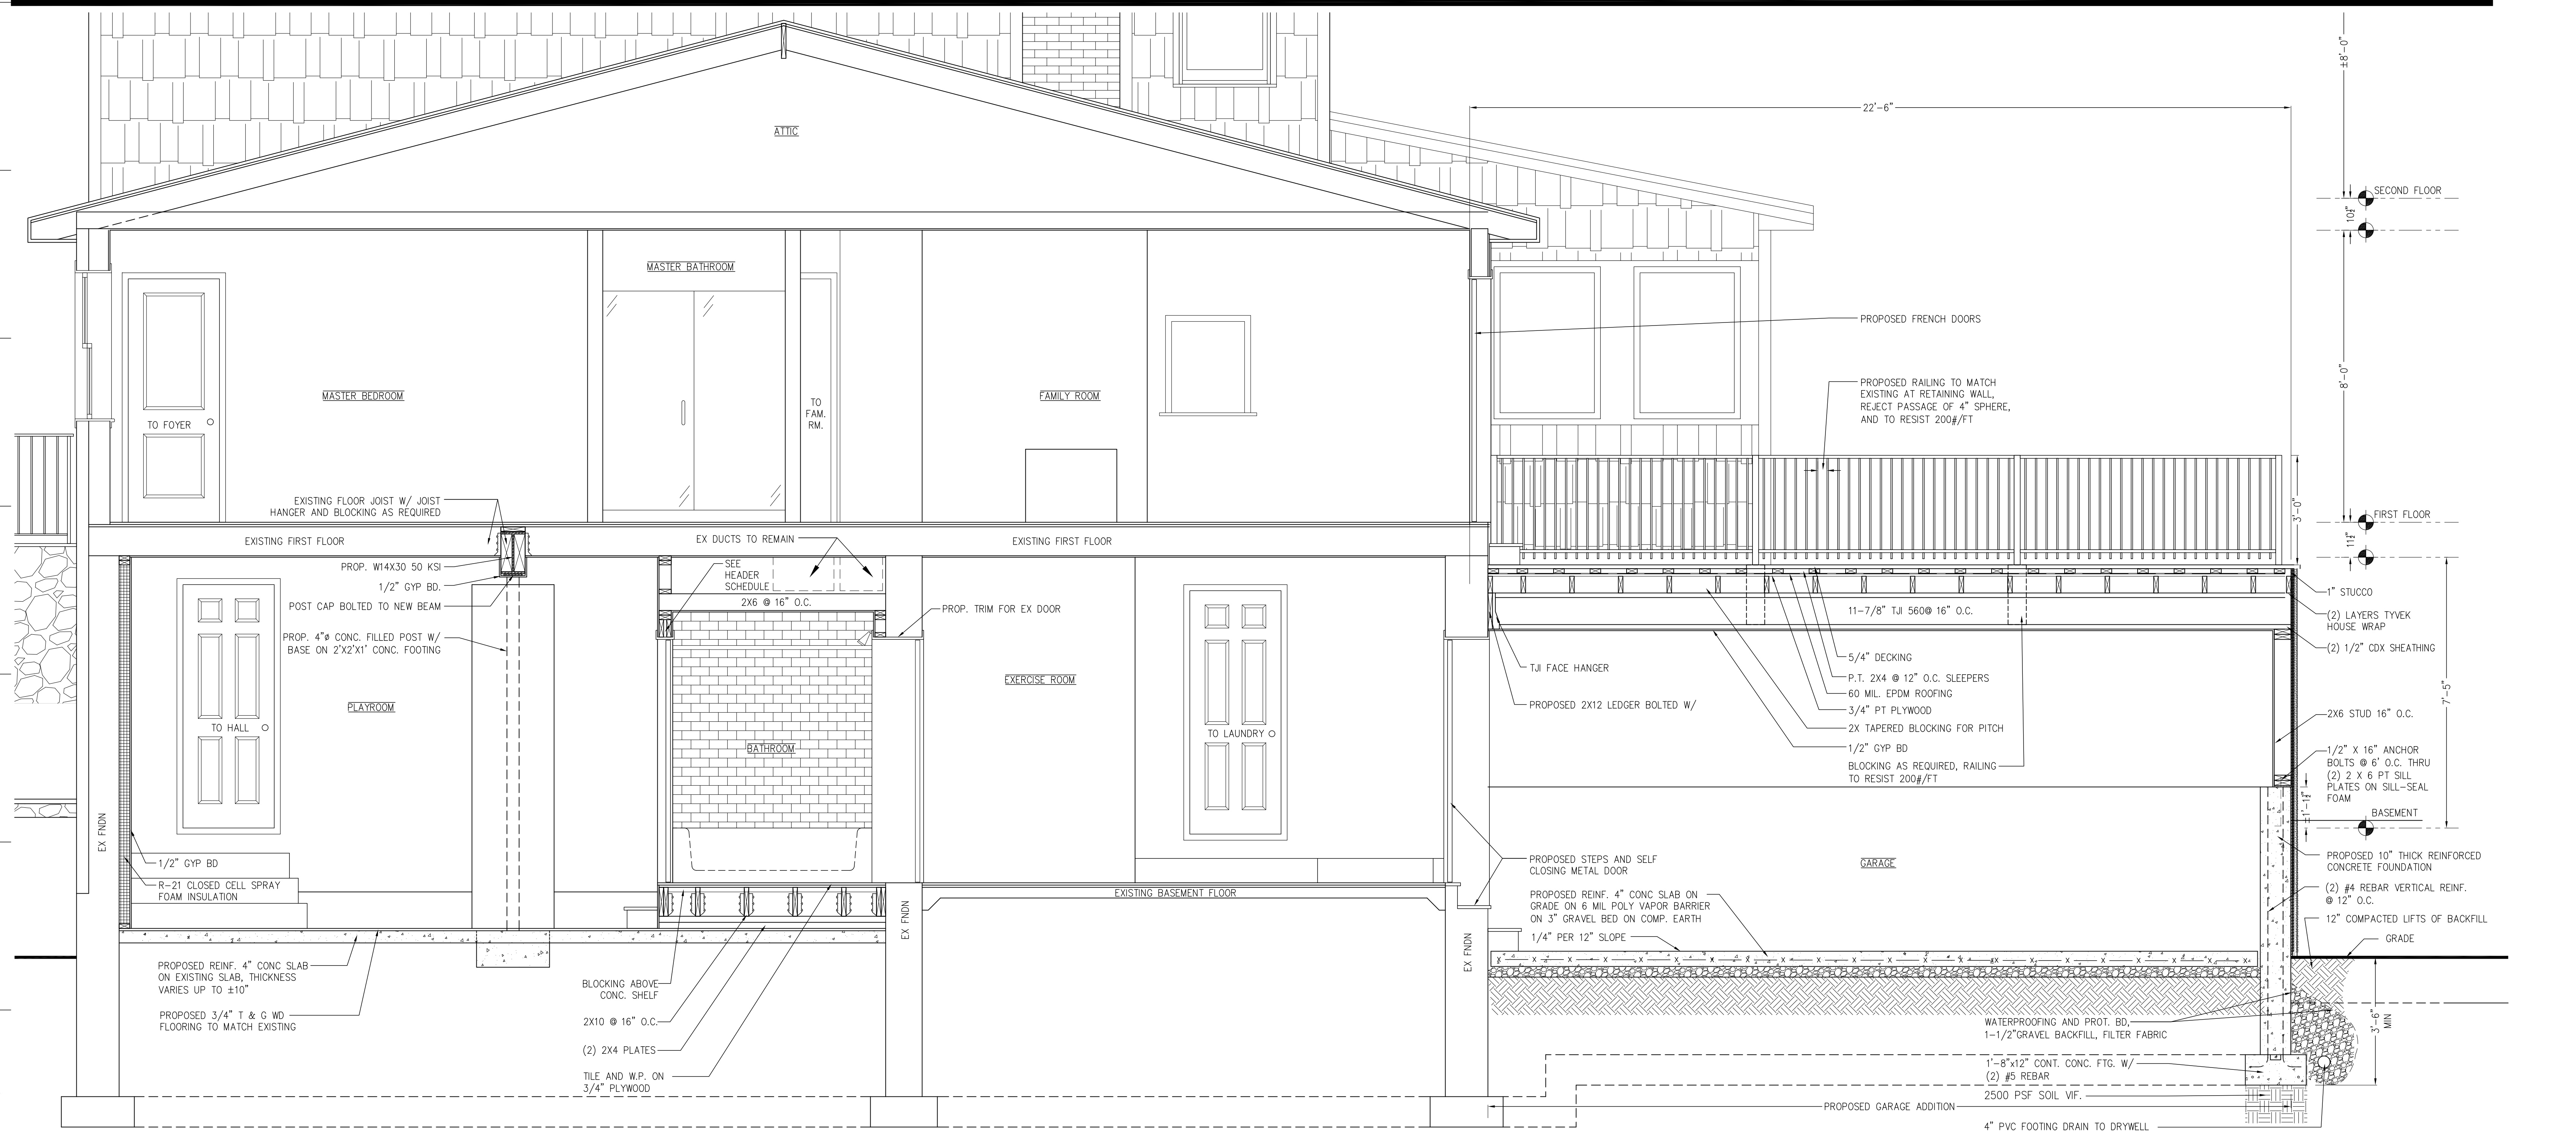 ±8'-0"
22'-6"
ATTIC
SECOND FLOOR
10½"
MASTER BATHROOM
PROPOSED FRENCH DOORS
8'-0"
MASTER BEDROOM
TO FOYER
TO
FAM.
RM.
FAMILY ROOM
PROPOSED RAILING TO MATCH
EXISTING AT RETAINING WALL,
REJECT PASSAGE OF 4" SPHERE,
AND TO RESIST 200#/FT
EXISTING FLOOR JOIST W/ JOIST
HANGER AND BLOCKING AS REQUIRED
3'-0"
FIRST FLOOR
11½"
EXISTING FIRST FLOOR
EX DUCTS TO REMAIN
EXISTING FIRST FLOOR
PROP. W14X30 50 KSI
1/2" GYP BD.
POST CAP BOLTED TO NEW BEAM
SEE
HEADER
SCHEDULE
2X6 @ 16" O.C.
PROP. TRIM FOR EX DOOR
PROP. 4"ø CONC. FILLED POST W/
BASE ON 2'X2'X1' CONC. FOOTING
11-7/8" TJI 560@ 16" O.C.
1" STUCCO
(2) LAYERS TYVEK
HOUSE WRAP
(2) 1/2" CDX SHEATHING
TJI FACE HANGER
PROPOSED 2X12 LEDGER BOLTED W/
5/4" DECKING
P.T. 2X4 @ 12" O.C. SLEEPERS
60 MIL. EPDM ROOFING
3/4" PT PLYWOOD
2X TAPERED BLOCKING FOR PITCH
1/2" GYP BD
BLOCKING AS REQUIRED, RAILING
TO RESIST 200#/FT
7'-5"
EXERCISE ROOM
PLAYROOM
TO HALL
BATHROOM
TO LAUNDRY
2X6 STUD 16" O.C.
1/2" X 16" ANCHOR
BOLTS @ 6' O.C. THRU
(2) 2 X 6 PT SILL
PLATES ON SILL-SEAL
FOAM
±1'-1½"
BASEMENT
EX FNDN
1/2" GYP BD
R-21 CLOSED CELL SPRAY
FOAM INSULATION
EXISTING BASEMENT FLOOR
EX FNDN
EX FNDN
PROPOSED STEPS AND SELF
CLOSING METAL DOOR
GARAGE
PROPOSED REINF. 4" CONC SLAB ON
GRADE ON 6 MIL POLY VAPOR BARRIER
ON 3" GRAVEL BED ON COMP. EARTH
1/4" PER 12" SLOPE
PROPOSED 10" THICK REINFORCED
CONCRETE FOUNDATION
(2) #4 REBAR VERTICAL REINF.
@ 12" O.C.
12" COMPACTED LIFTS OF BACKFILL
GRADE
PROPOSED REINF. 4" CONC SLAB
ON EXISTING SLAB, THICKNESS
VARIES UP TO ±10"
PROPOSED 3/4" T & G WD
FLOORING TO MATCH EXISTING
BLOCKING ABOVE
CONC. SHELF
2X10 @ 16" O.C.
(2) 2X4 PLATES
TILE AND W.P. ON
3/4" PLYWOOD
3'-6"
MIN
WATERPROOFING AND PROT. BD,
1-1/2"GRAVEL BACKFILL, FILTER FABRIC
1'-8"x12" CONT. CONC. FTG. W/
(2) #5 REBAR
2500 PSF SOIL VIF.
PROPOSED GARAGE ADDITION
4" PVC FOOTING DRAIN TO DRYWELL